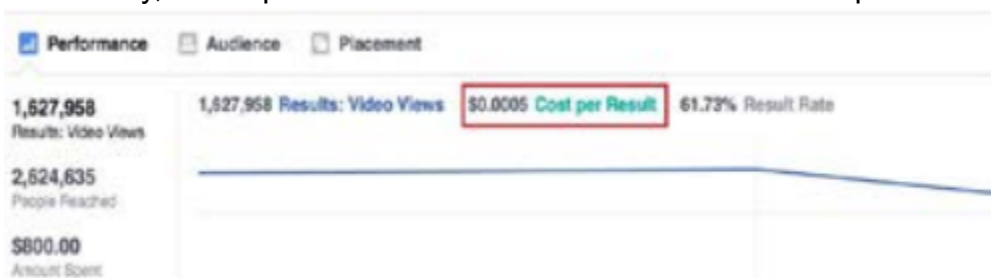 Performance Audience Placement
1,627,958 Results: Video Views $0.0005 Cost per Result 61.73% Result Rate
1,627,958
Results: Video Views
2,624,635
People Reached
$800.00
Amount Spent